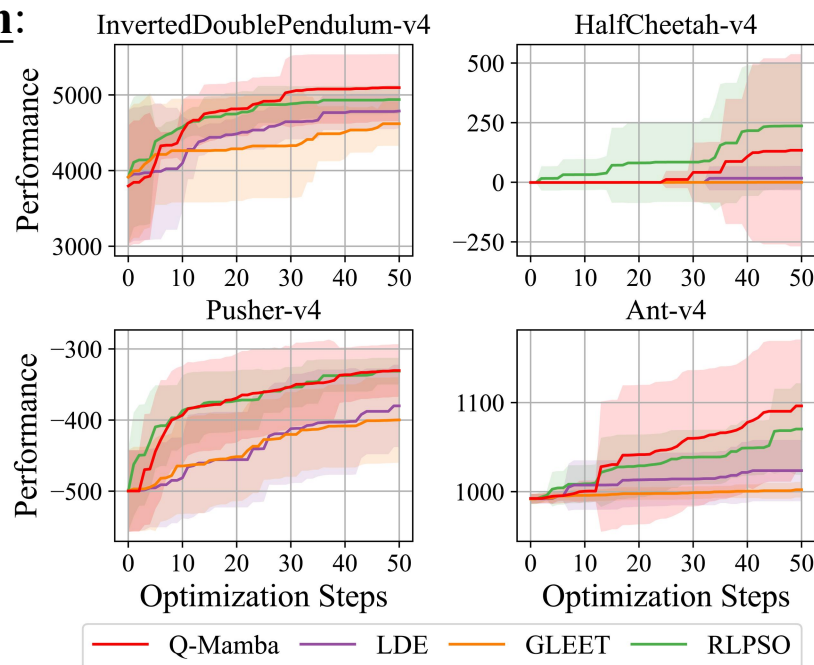 n:
InvertedDoublePendulum-v4
HalfCheetah-v4
Performance
5000
4000
3000
0 10 20 30 40 50
500
250
0
−250
0 10 20 30 40 50
Pusher-v4
Ant-v4
Performance
−300
−400
−500
0 10 20 30 40 50
1100
1000
0 10 20 30 40 50
Optimization Steps
Optimization Steps
Q-Mamba LDE GLEET RLPSO